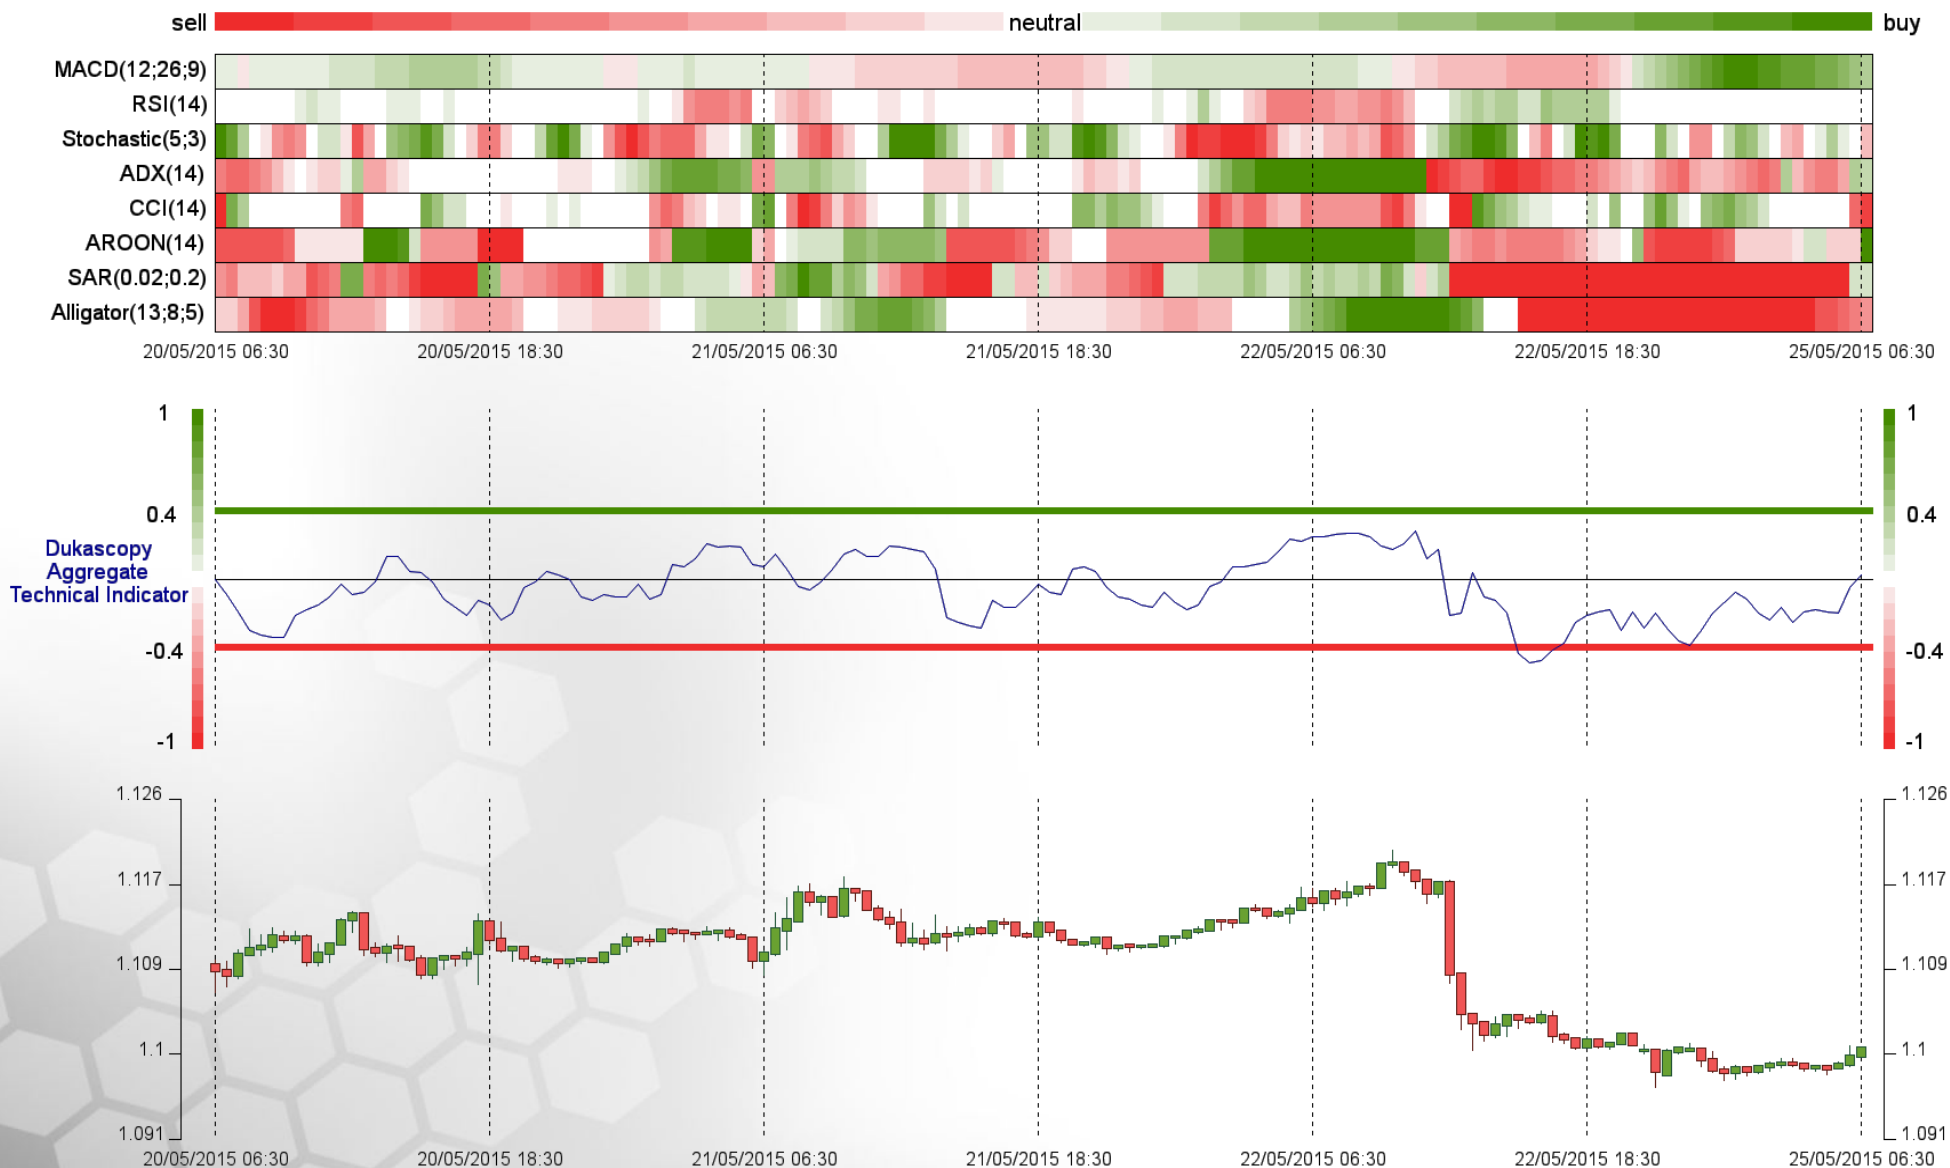 sell neutral buy
MACD(12;26;9)
RSI(14)
Stochastic(5;3)
ADX(14)
CCI(14)
AROON(14)
SAR(0.02;0.2)
Alligator(13;8;5)
20/05/2015 06:30 20/05/2015 18:30 21/05/2015 06:30 21/05/2015 18:30 22/05/2015 06:30 22/05/2015 18:30 25/05/2015 06:30
1 1
0.4 0.4
Dukascopy
Aggregate
Technical Indicator
-0.4 -0.4
-1 -1
1.126 1.126
1.117 1.117
1.109 1.109
1.1 1.1
1.091 1.091
20/05/2015 06:30 20/05/2015 18:30 21/05/2015 06:30 21/05/2015 18:30 22/05/2015 06:30 22/05/2015 18:30 25/05/2015 06:30